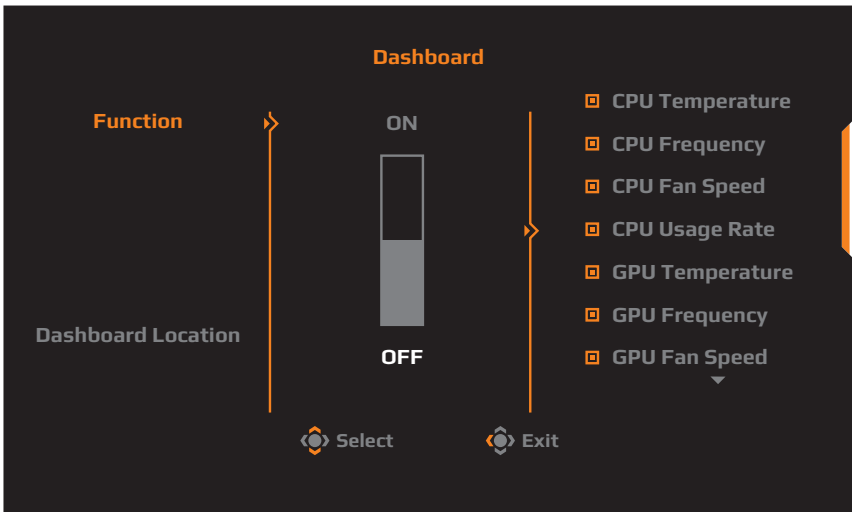 Dashboard
Function
ON
OFF
Dashboard Location
CPU Temperature
CPU Frequency
CPU Fan Speed
CPU Usage Rate
GPU Temperature
GPU Frequency
GPU Fan Speed
Select
Exit